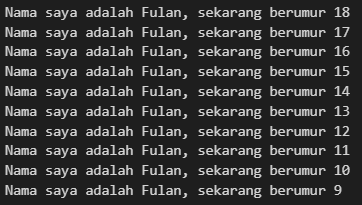 Nama saya adalah Fulan, sekarang berumur 18
Nama saya adalah Fulan, sekarang berumur 17
Nama saya adalah Fulan, sekarang berumur 16
Nama saya adalah Fulan, sekarang berumur 15
Nama saya adalah Fulan, sekarang berumur 14
Nama saya adalah Fulan, sekarang berumur 13
Nama saya adalah Fulan, sekarang berumur 12
Nama saya adalah Fulan, sekarang berumur 11
Nama saya adalah Fulan, sekarang berumur 10
Nama saya adalah Fulan, sekarang berumur 9